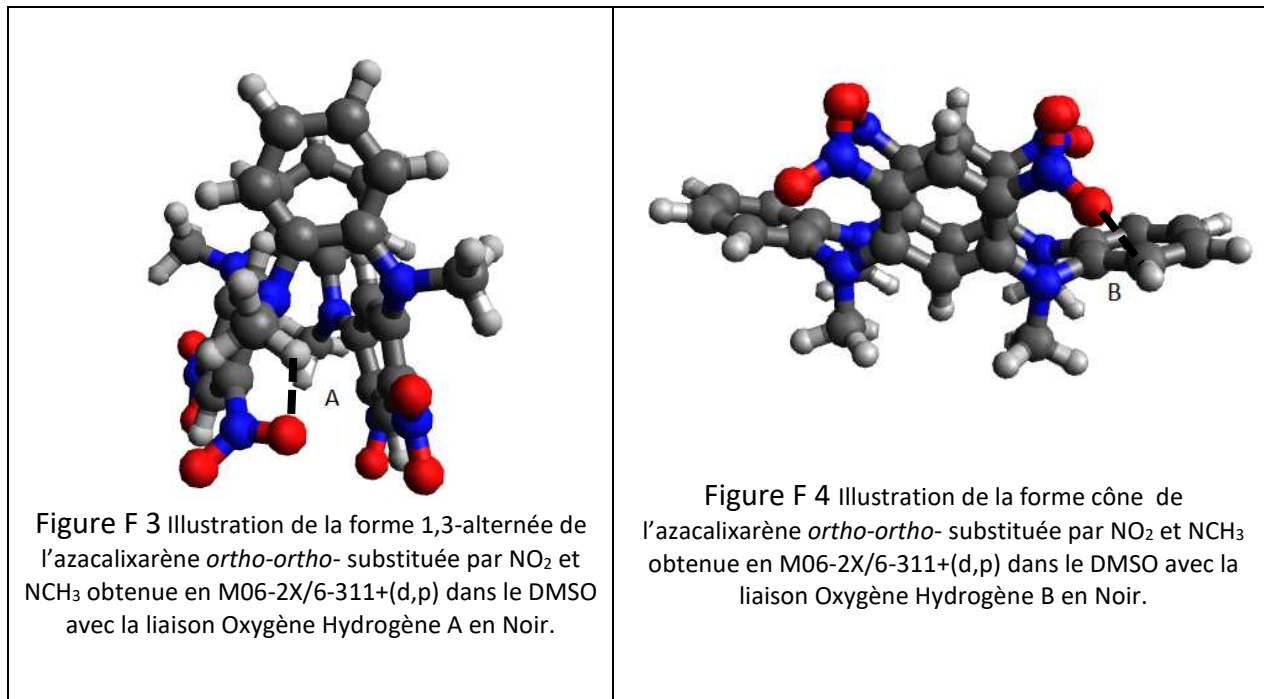 A
Figure F 3 Illustration de la forme 1,3-alternée de
l’azacalixarène ortho-ortho- substituée par NO₂ et
NCH₃ obtenue en M06-2X/6-311+(d,p) dans le DMSO
avec la liaison Oxygène Hydrogène A en Noir.
B
Figure F 4 Illustration de la forme cône de
l’azacalixarène ortho-ortho- substituée par NO₂ et NCH₃
obtenue en M06-2X/6-311+(d,p) dans le DMSO avec la
liaison Oxygène Hydrogène B en Noir.